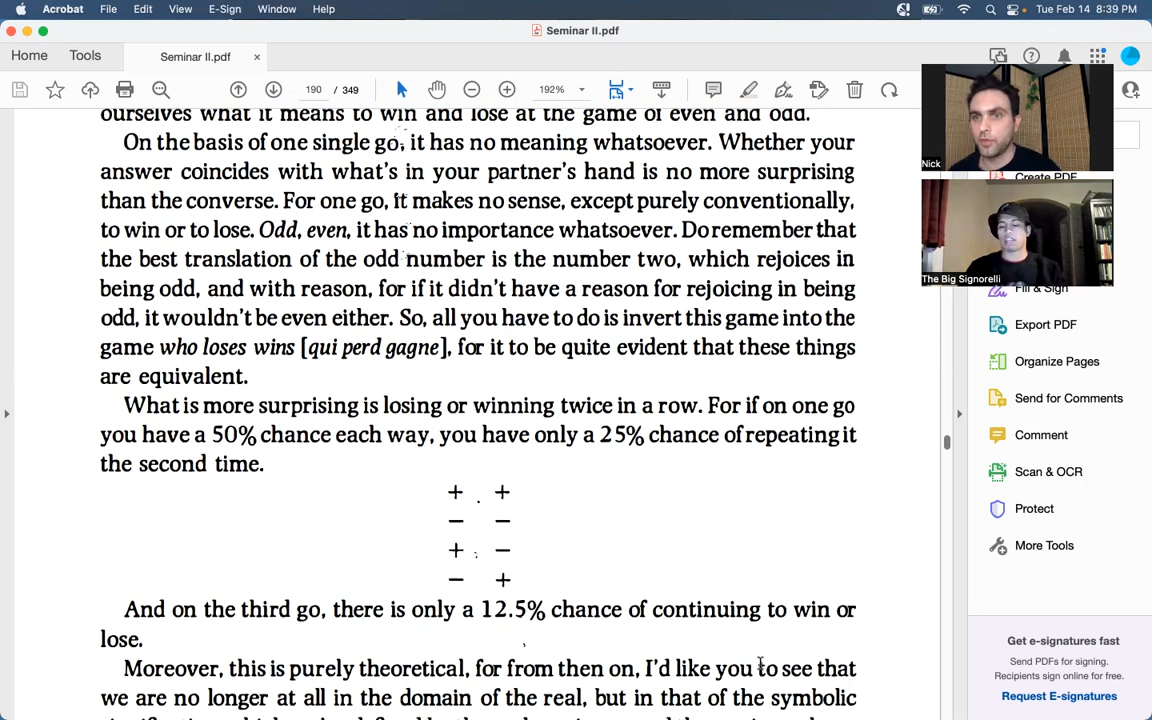 Acrobat File Edit View E-Sign Window Help Tue Feb 14 8:39 PM
Seminar II.pdf
Home Tools Seminar II.pdf ×
190 / 349 192%
ourselves what it means to win and lose at the game of even and odd.
On the basis of one single go, it has no meaning whatsoever. Whether your
answer coincides with what's in your partner's hand is no more surprising
than the converse. For one go, it makes no sense, except purely conventionally,
to win or to lose. Odd, even, it has no importance whatsoever. Do remember that
the best translation of the odd number is the number two, which rejoices in
being odd, and with reason, for if it didn't have a reason for rejoicing in being
odd, it wouldn't be even either. So, all you have to do is invert this game into the
game who loses wins [qui perd gagne], for it to be quite evident that these things
are equivalent.
What is more surprising is losing or winning twice in a row. For if on one go
you have a 50% chance each way, you have only a 25% chance of repeating it
the second time.
+ +
− −
+ −
− +
And on the third go, there is only a 12.5% chance of continuing to win or
lose.
Moreover, this is purely theoretical, for from then on, I'd like you to see that
we are no longer at all in the domain of the real, but in that of the symbolic
Nick
The Big Signorelli
Create PDF
Fill & Sign
Export PDF
Organize Pages
Send for Comments
Comment
Scan & OCR
Protect
More Tools
Get e-signatures fast
Send PDFs for signing.
Recipients sign online for free.
Request E-signatures